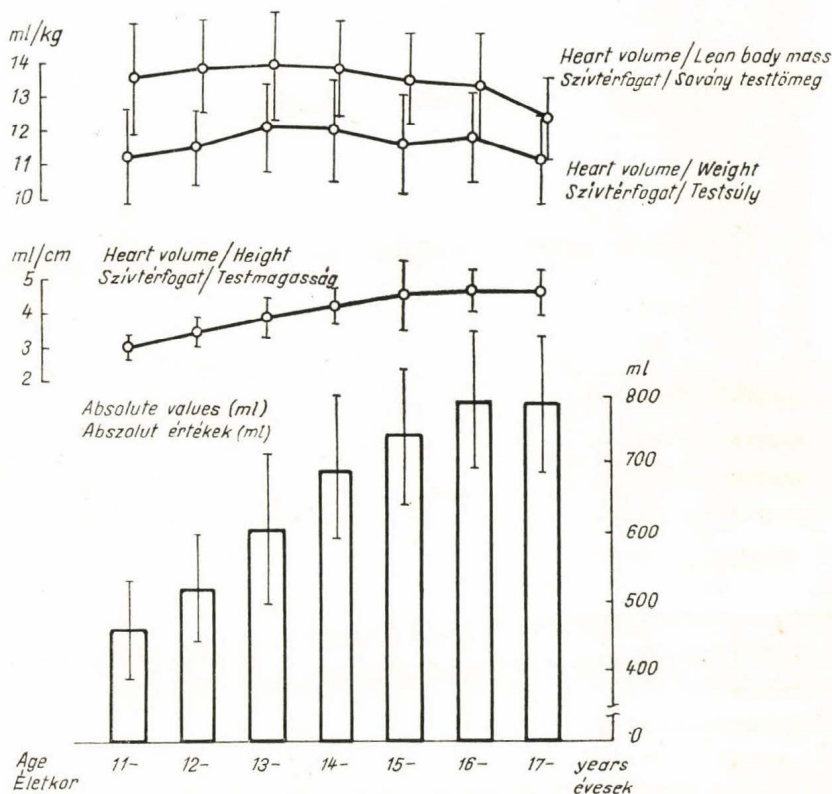 ml/kg
14
13
12
11
10
Heart volume/Lean body mass
Szívtérfogat/Sovány testtömeg
Heart volume/Weight
Szívtérfogat/Testsúly
ml/cm
5
4
3
2
Heart volume/Height
Szívtérfogat/Testmagasság
Absolute values (ml)
Abszolut értékek (ml)
ml
800
700
600
500
400
0
Age 11- 12- 13- 14- 15- 16- 17- years
Életkor évesek